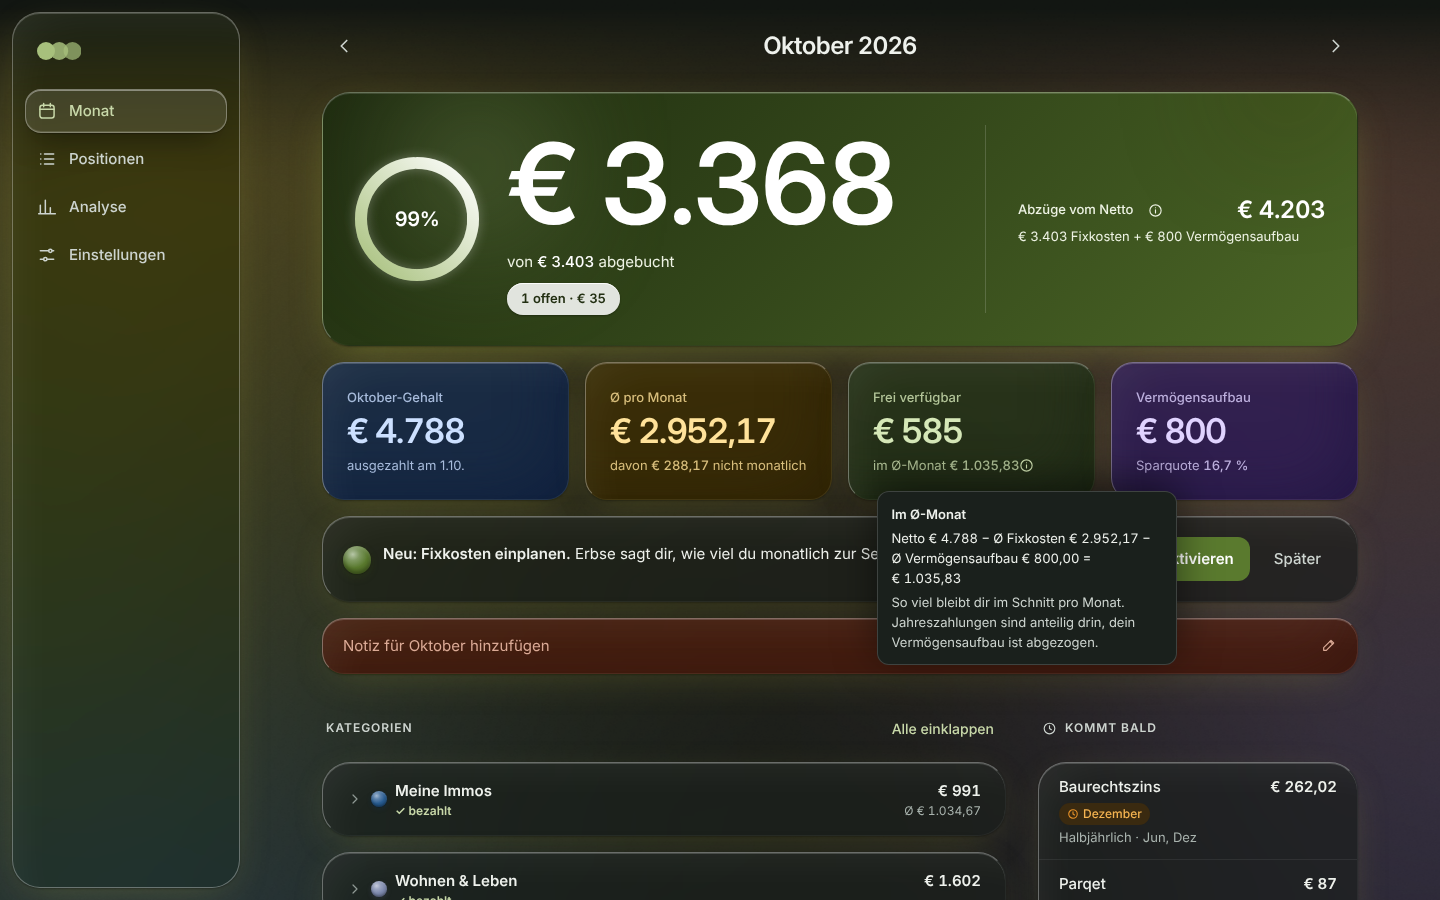 Oktober 2026
Monat
Positionen
Analyse
Einstellungen
99%
€ 3.368
von € 3.403 abgebucht
1 offen · € 35
Abzüge vom Netto
€ 4.203
€ 3.403 Fixkosten + € 800 Vermögensaufbau
Oktober-Gehalt
€ 4.788
ausgezahlt am 1.10.
Ø pro Monat
€ 2.952,17
davon € 288,17 nicht monatlich
Frei verfügbar
€ 585
im Ø-Monat € 1.035,83
Vermögensaufbau
€ 800
Sparquote 16,7 %
Im Ø-Monat
Netto € 4.788 − Ø Fixkosten € 2.952,17 −
Ø Vermögensaufbau € 800,00 =
€ 1.035,83
So viel bleibt dir im Schnitt pro Monat.
Jahreszahlungen sind anteilig drin, dein
Vermögensaufbau ist abgezogen.
Neu: Fixkosten einplanen. Erbse sagt dir, wie viel du monatlich zur
Später
Notiz für Oktober hinzufügen
KATEGORIEN
Alle einklappen
Meine Immos
€ 991
✓ bezahlt
Ø € 1.034,67
Wohnen & Leben
€ 1.602
✓ bezahlt
KOMMT BALD
Baurechtszins
€ 262,02
Dezember
Halbjährlich · Jun, Dez
Parqet
€ 87